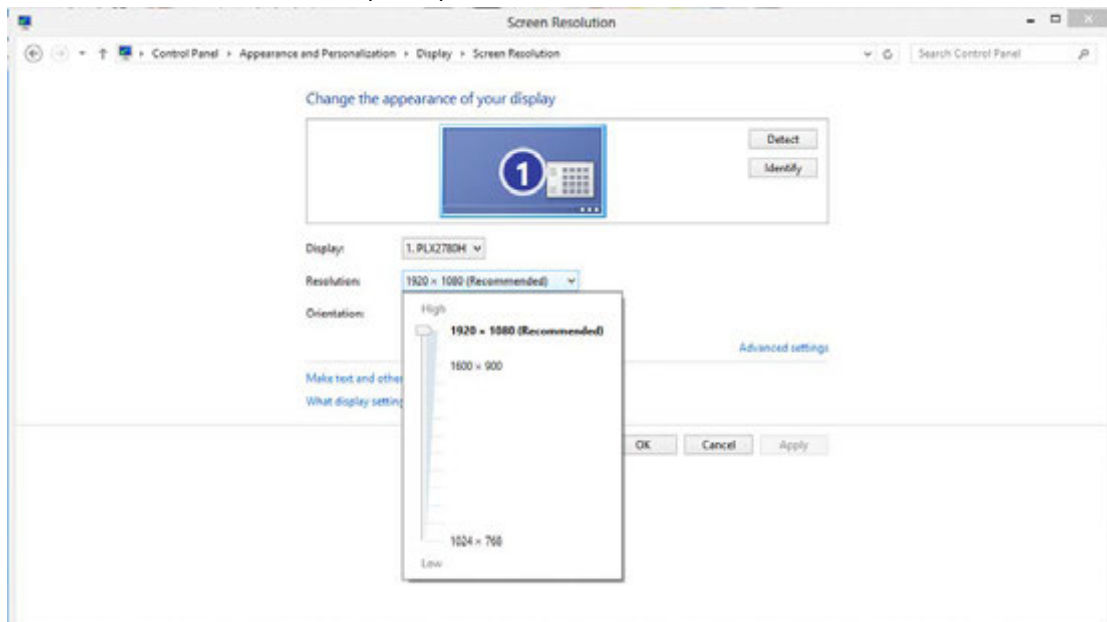 Screen Resolution
Control Panel Appearance and Personalization Display Screen Resolution
Search Control Panel
Change the appearance of your display
1
Detect
Identify
Display: 1. PLX2780H
Resolution: 1920 × 1080 (Recommended)
Orientation:
High
1920 × 1080 (Recommended)
1600 × 900
1024 × 768
Low
Advanced settings
Make text and other
What display setting
OK Cancel Apply